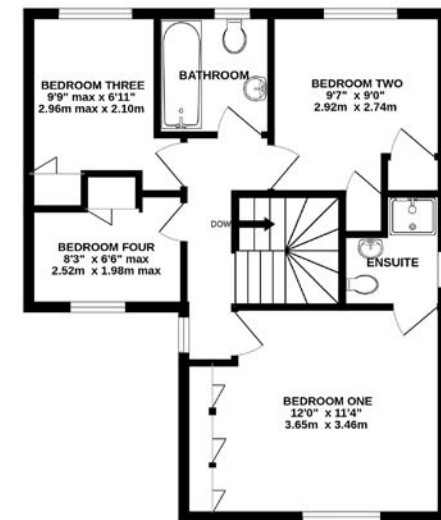 BEDROOM THREE
9'9" max x 6'11"
2.96m max x 2.10m
BATHROOM
BEDROOM TWO
9'7" x 9'0"
2.92m x 2.74m
DOW
BEDROOM FOUR
8'3" x 6'6" max
2.52m x 1.98m max
ENSUITE
BEDROOM ONE
12'0" x 11'4"
3.65m x 3.46m